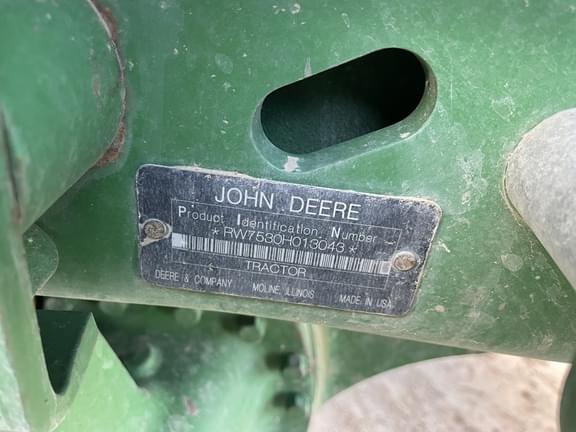 JOHN DEERE
Product Identification Number
*RW7530H013043*
TRACTOR
DEERE & COMPANY MOLINE, ILLINOIS MADE IN USA